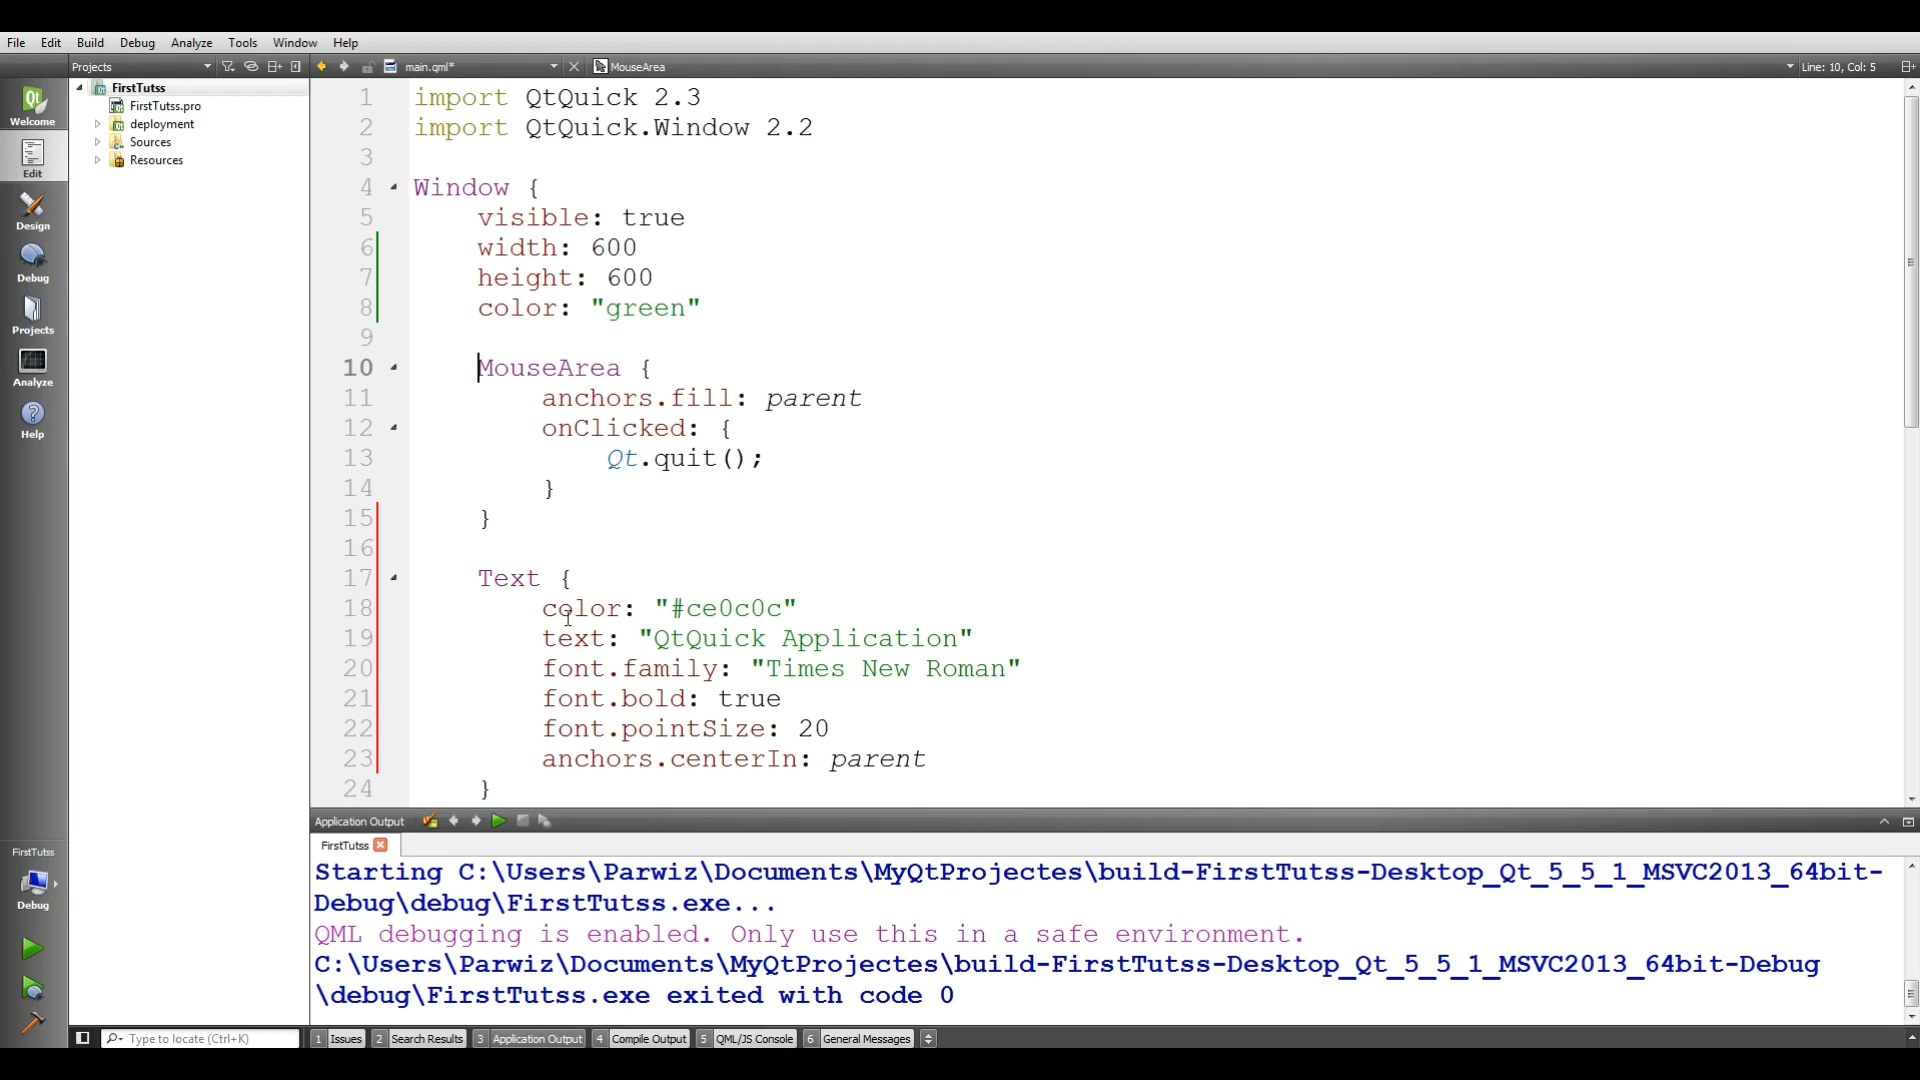 File Edit Build Debug Analyze Tools Window Help
Projects main.qml* MouseArea Line: 10, Col: 5
FirstTutss
FirstTutss.pro
deployment
Sources
Resources
Qt
Welcome
Edit
Design
Debug
Projects
Analyze
Help
1 import QtQuick 2.3
2 import QtQuick.Window 2.2
3
4 Window {
5 visible: true
6 width: 600
7 height: 600
8 color: "green"
9
10 MouseArea {
11 anchors.fill: parent
12 onClicked: {
13 Qt.quit();
14 }
15 }
16
17 Text {
18 color: "#ce0c0c"
19 text: "QtQuick Application"
20 font.family: "Times New Roman"
21 font.bold: true
22 font.pointSize: 20
23 anchors.centerIn: parent
24 }
Application Output
FirstTutss
Starting C:\Users\Parwiz\Documents\MyQtProjectes\build-FirstTutss-Desktop_Qt_5_5_1_MSVC2013_64bit-
Debug\debug\FirstTutss.exe...
QML debugging is enabled. Only use this in a safe environment.
C:\Users\Parwiz\Documents\MyQtProjectes\build-FirstTutss-Desktop_Qt_5_5_1_MSVC2013_64bit-Debug
\debug\FirstTutss.exe exited with code 0
FirstTutss
Debug
Type to locate (Ctrl+K) 1 Issues 2 Search Results 3 Application Output 4 Compile Output 5 QML/JS Console 6 General Messages